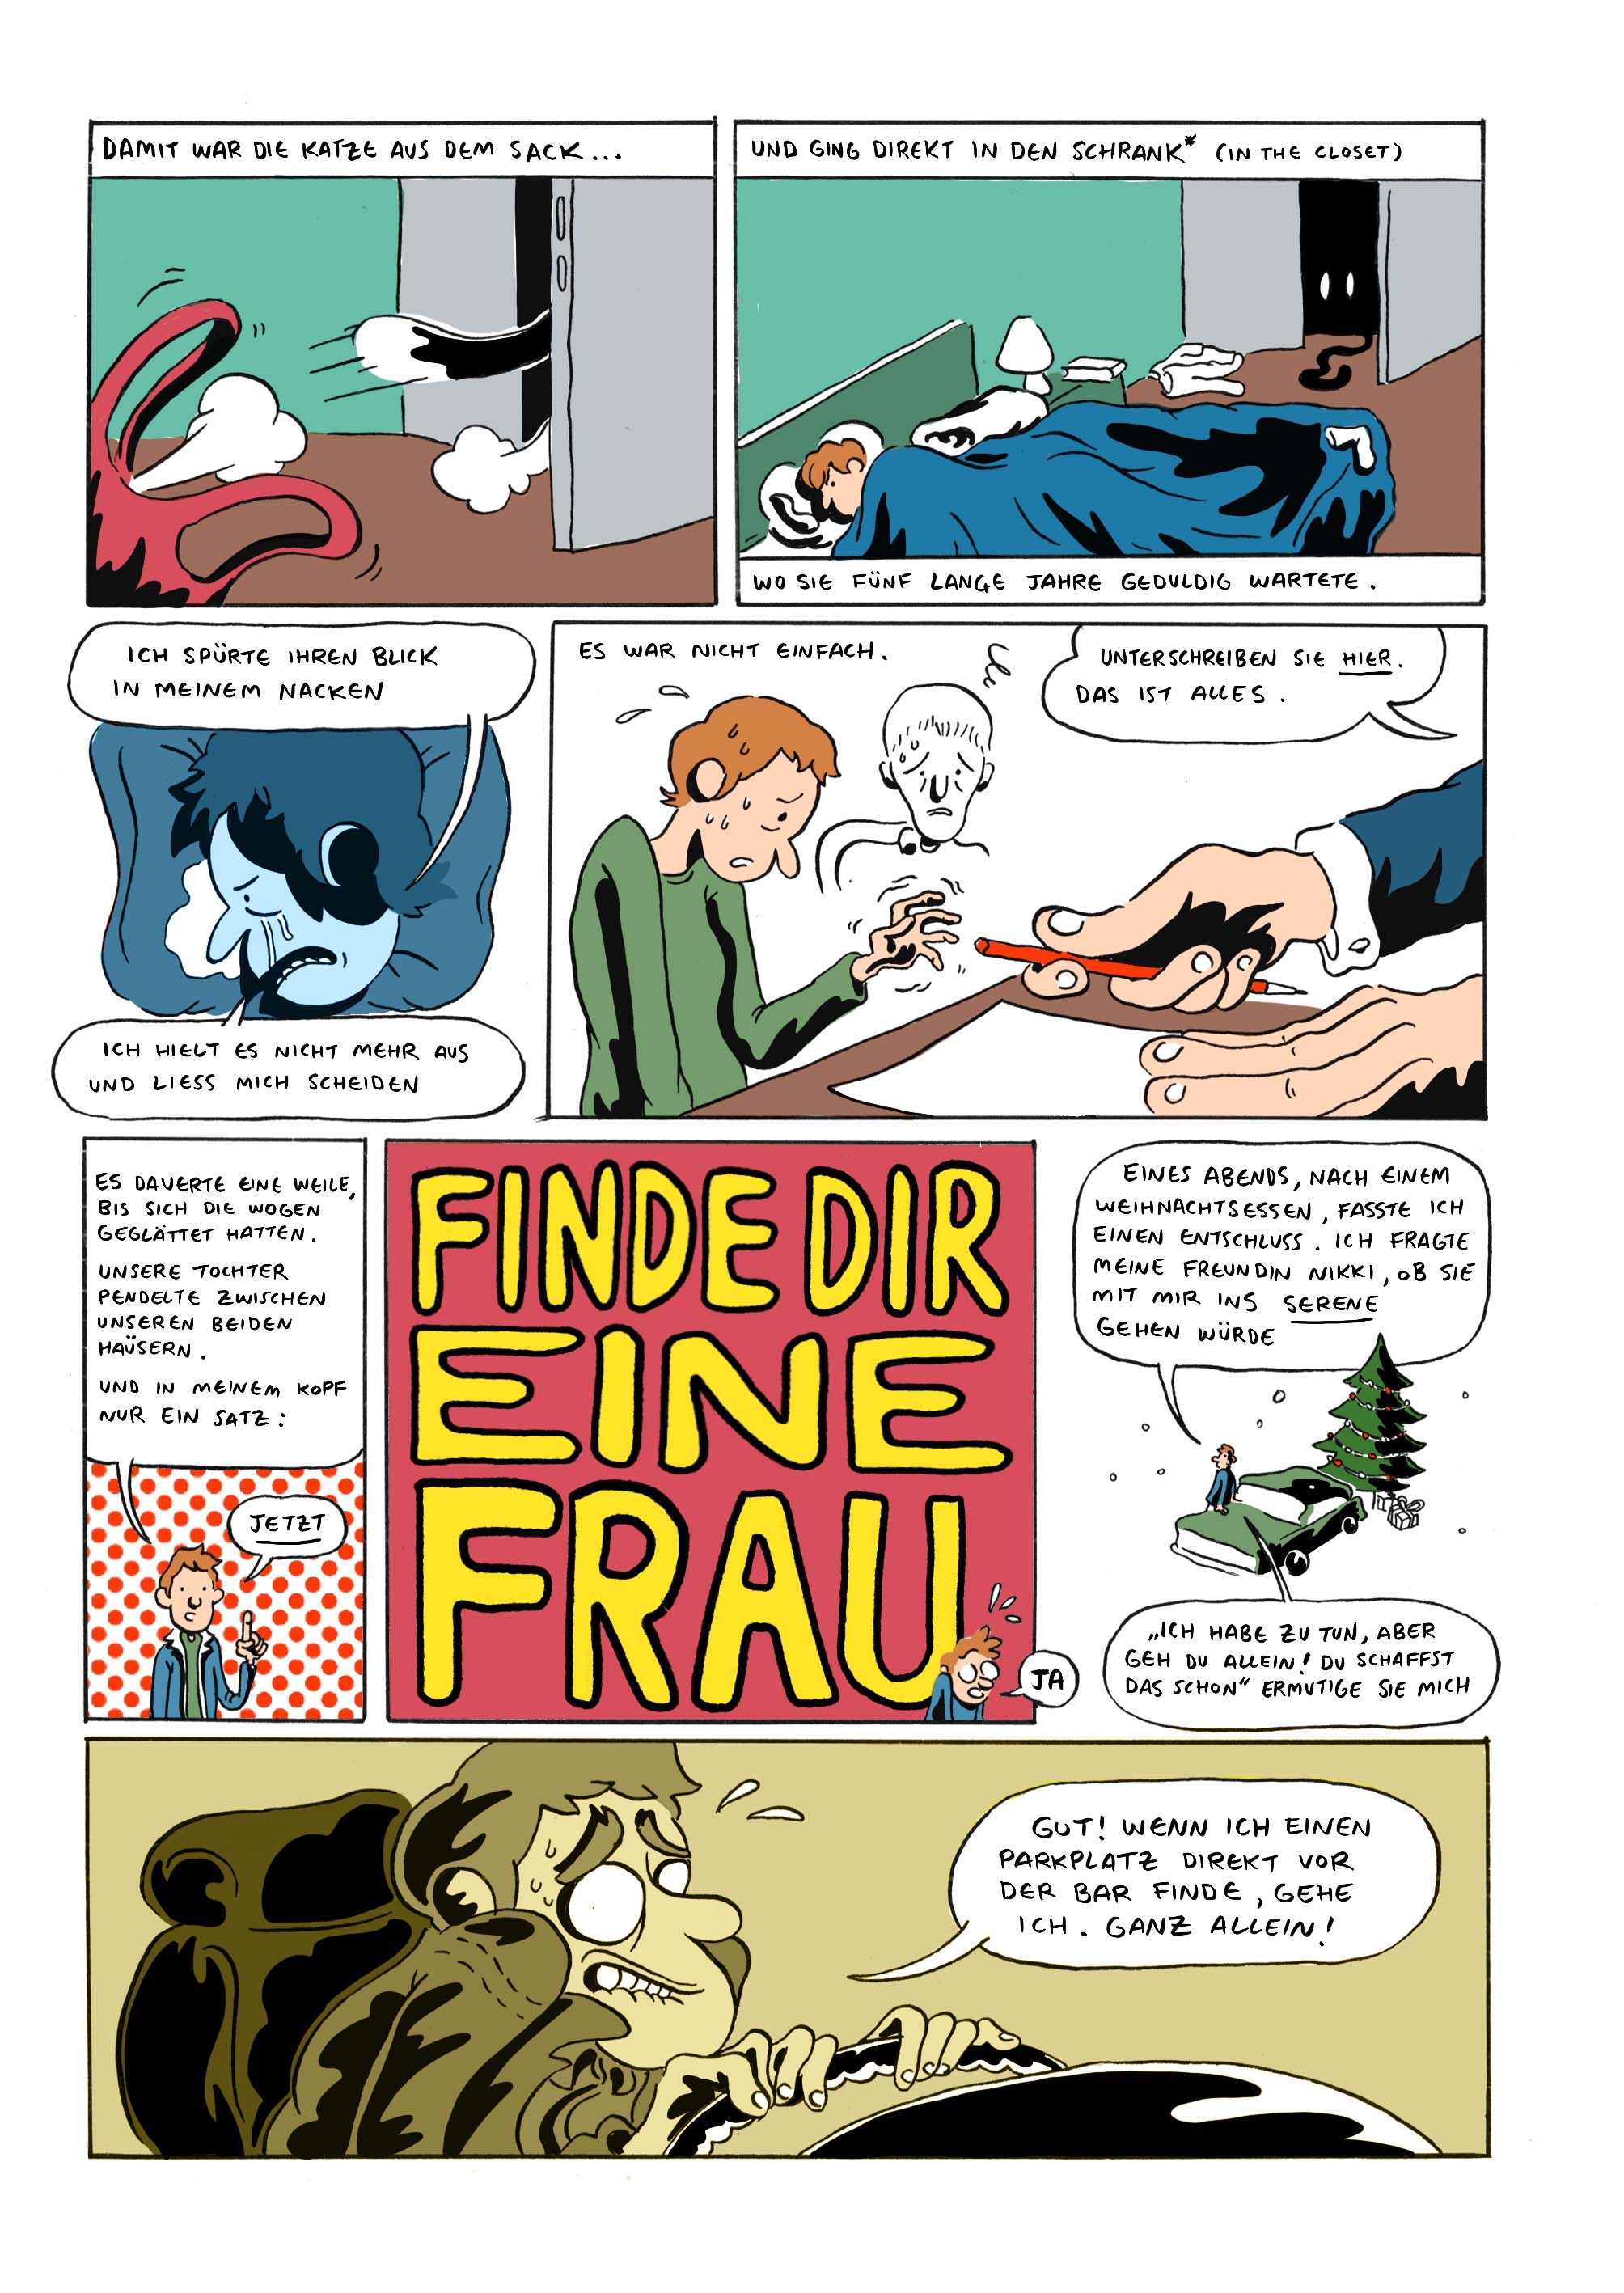 DAMIT WAR DIE KATZE AUS DEM SACK...
UND GING DIREKT IN DEN SCHRANK* (IN THE CLOSET)
WO SIE FÜNF LANGE JAHRE GEDULDIG WARTETE.
ICH SPÜRTE IHREN BLICK
IN MEINEM NACKEN
ICH HIELT ES NICHT MEHR AUS
UND LIESS MICH SCHEIDEN
ES WAR NICHT EINFACH.
UNTERSCHREIBEN SIE HIER.
DAS IST ALLES.
ES DAUERTE EINE WEILE,
BIS SICH DIE WOGEN
GEGLÄTTET HATTEN.
UNSERE TOCHTER
PENDELTE ZWISCHEN
UNSEREN BEIDEN
HAÜSERN.
UND IN MEINEM KOPF
NUR EIN SATZ:
JETZT
FINDE DIR
EINE
FRAU
JA
EINES ABENDS, NACH EINEM
WEIHNACHTSESSEN, FASSTE ICH
EINEN ENTSCHLUSS. ICH FRAGTE
MEINE FREUNDIN NIKKI, OB SIE
MIT MIR INS SERENE
GEHEN WÜRDE
„ICH HABE ZU TUN, ABER
GEH DU ALLEIN! DU SCHAFFST
DAS SCHON" ERMUTIGE SIE MICH
GUT! WENN ICH EINEN
PARKPLATZ DIREKT VOR
DER BAR FINDE, GEHE
ICH. GANZ ALLEIN!